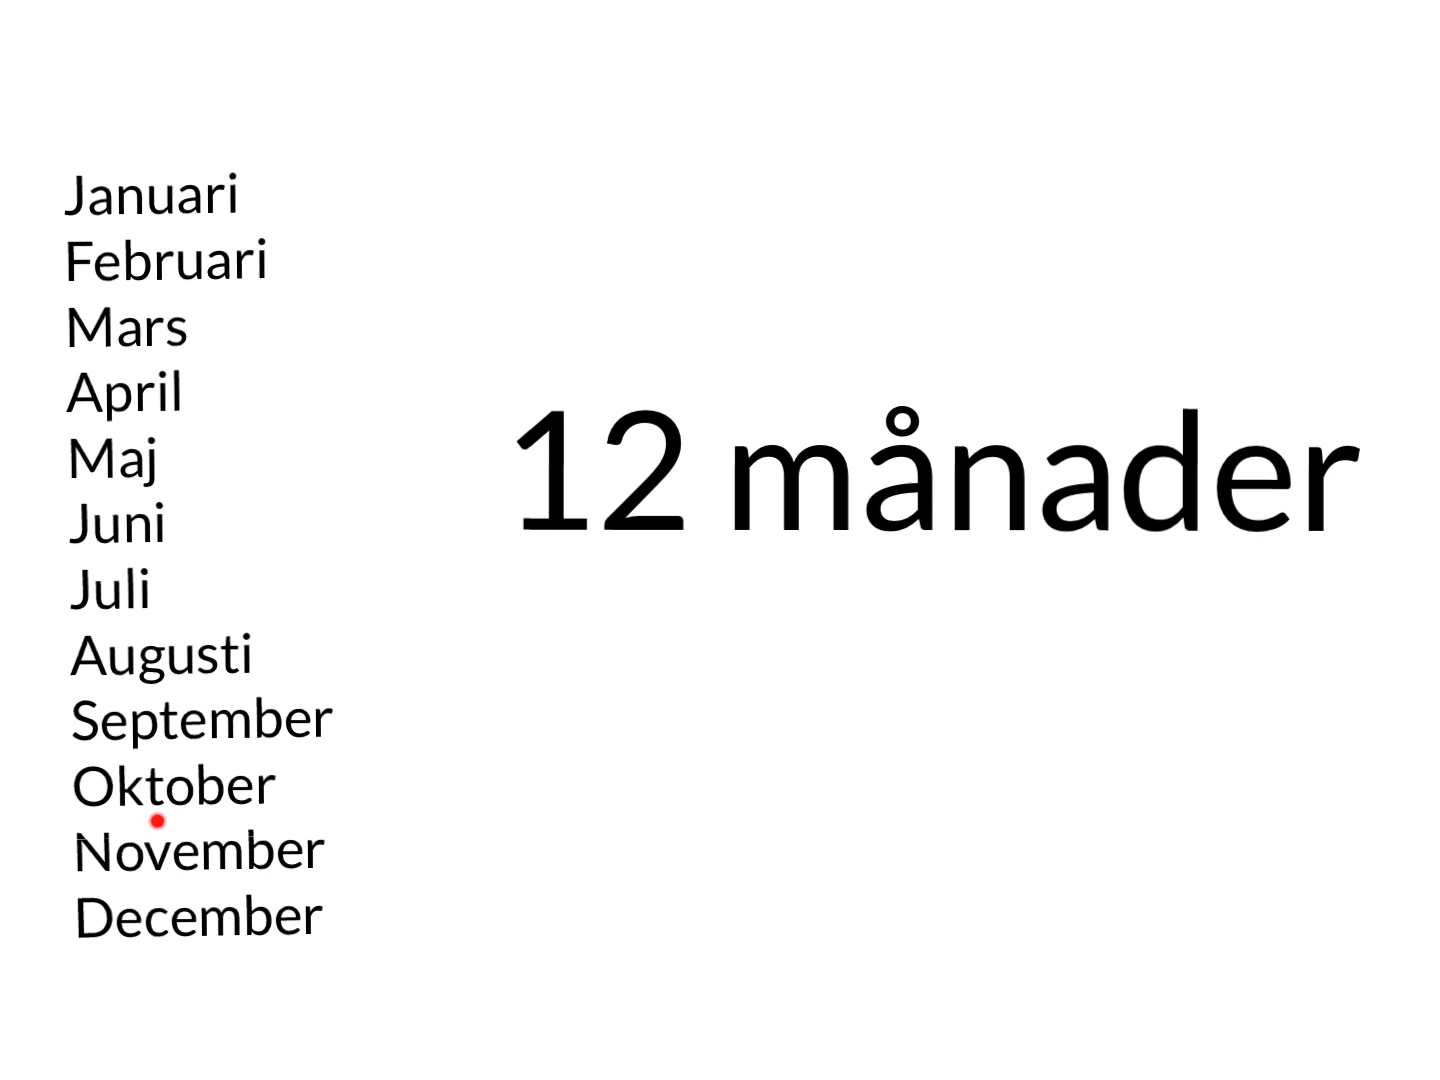 Januari
Februari
Mars
April
Maj
Juni
Juli
Augusti
September
Oktober
November
December
12 månader